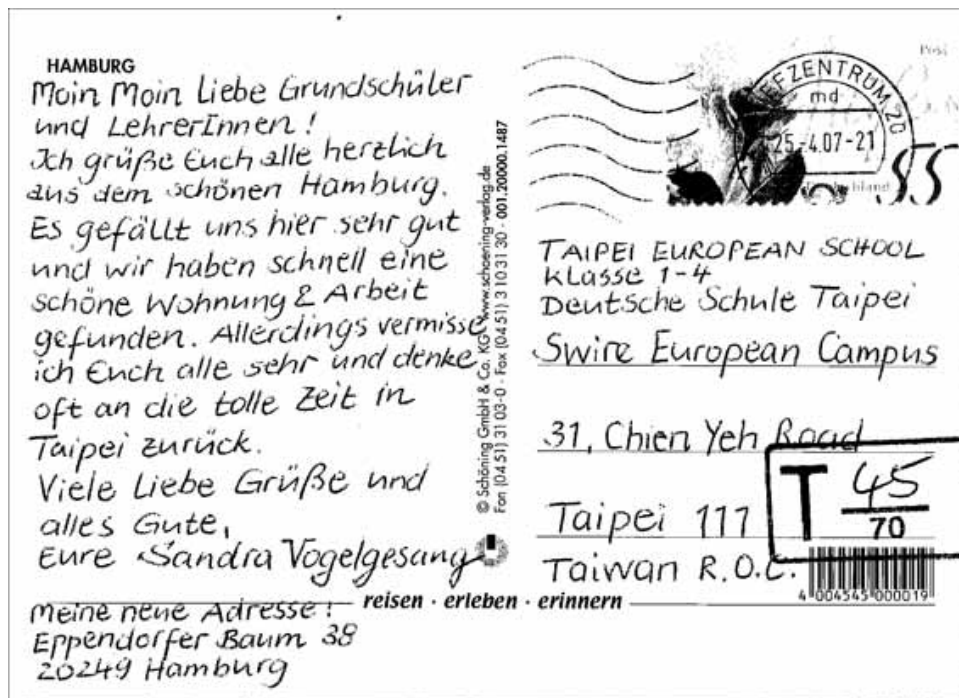 HAMBURG
Moin Moin Liebe Grundschüler
und LehrerInnen!
Ich grüße Euch alle herzlich
aus dem schönen Hamburg.
Es gefällt uns hier sehr gut
und wir haben schnell eine
schöne Wohnung & Arbeit
gefunden. Allerdings vermisse
ich Euch alle sehr und denke
oft an die tolle Zeit in
Taipei zurück.
Viele Liebe Grüße und
alles Gute,
Eure Sandra Vogelgesang
Meine neue Adresse!
Eppendorfer Baum 38
20249 Hamburg
© Schöning GmbH & Co. KG · www.schoening-verlag.de
Fon (04 51) 31 03-0 · Fax (04 51) 3 10 31 30 · 001.20000.1487
reisen · erleben · erinnern
md
25.-4.07-21
55
TAIPEI EUROPEAN SCHOOL
Klasse 1-4
Deutsche Schule Taipei
Swire European Campus
31, Chien Yeh Road
Taipei 111
Taiwan R.O.C.
T 45
70
4 004545 000019